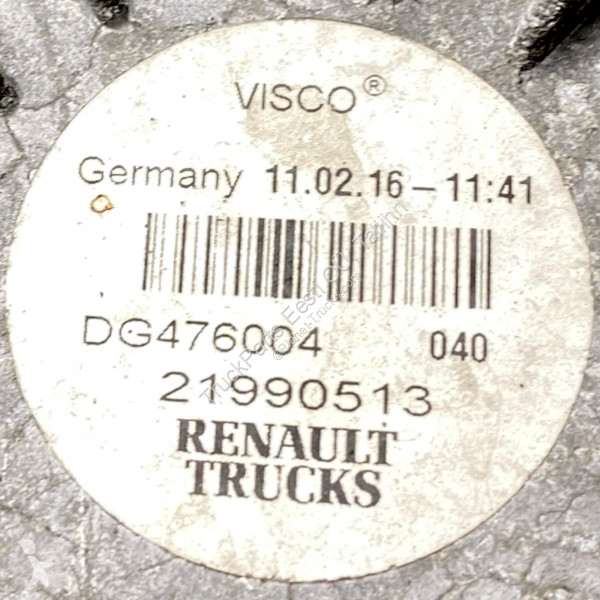 VISCO®
Germany 11.02.16 – 11:41
DG476004 040
21990513
RENAULT
TRUCKS